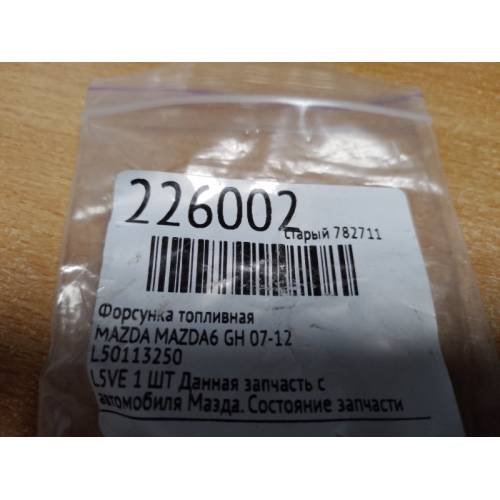 226002
старый 782711
Форсунка топливная
MAZDA MAZDA6 GH 07-12
L50113250
L5VE 1 ШТ Данная запчасть с
автомобиля Мазда. Состояние запчасти